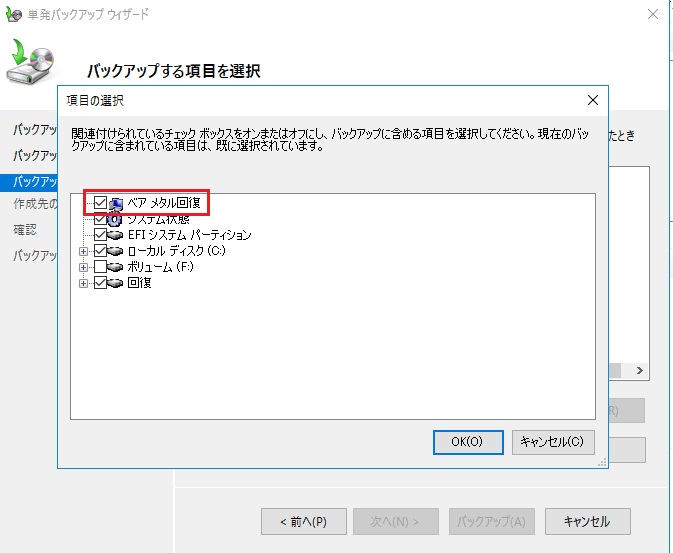 単発バックアップ ウィザード
バックアップする項目を選択
項目の選択
関連付けられているチェック ボックスをオンまたはオフにし、バックアップに含める項目を選択してください。現在のバッ
クアップに含まれている項目は、既に選択されています。
バックアッ
バックアッ
バックアッ
作成先の
確認
バックアッ
たとき
ベア メタル回復
システム状態
EFI システム パーティション
ローカル ディスク (C:)
ボリューム (F:)
回復
R)
OK(O)
キャンセル(C)
< 前へ(P)
次へ(N) >
バックアップ(A)
キャンセル